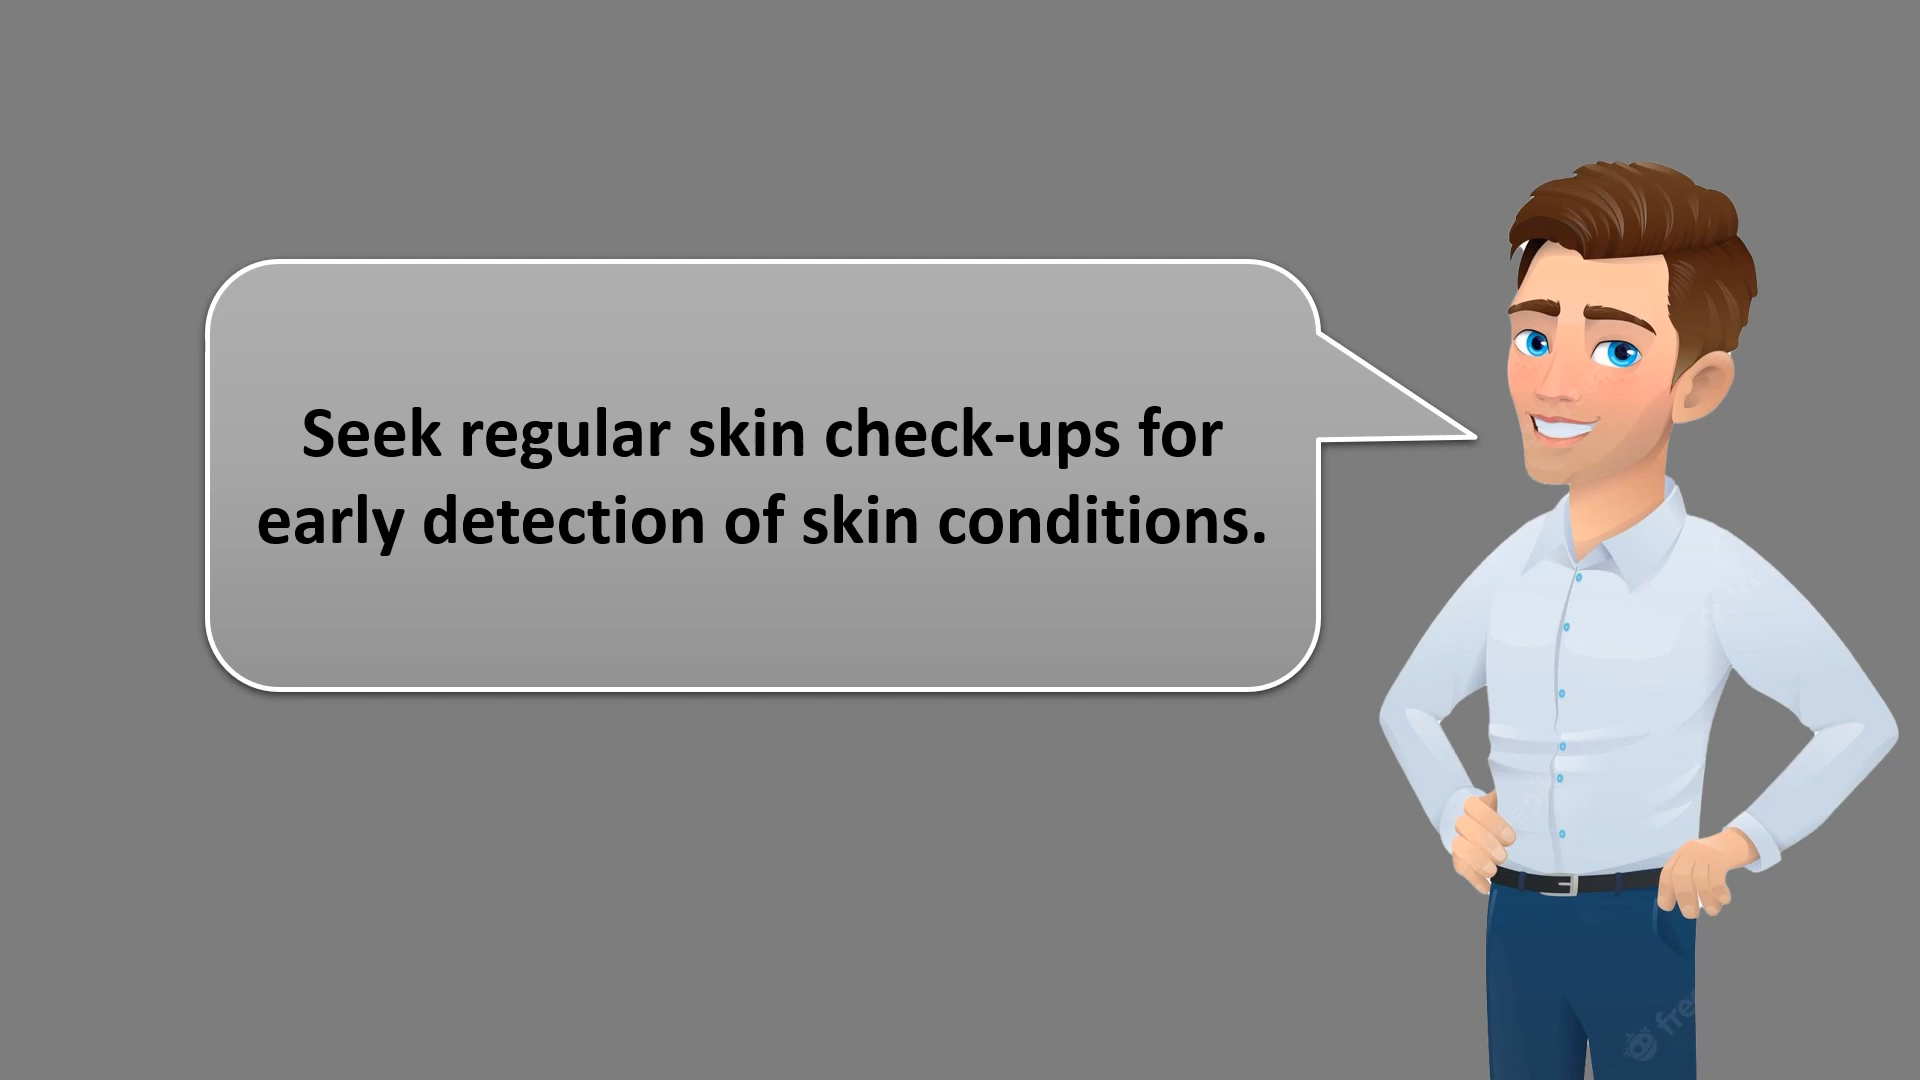 Seek regular skin check-ups for
early detection of skin conditions.